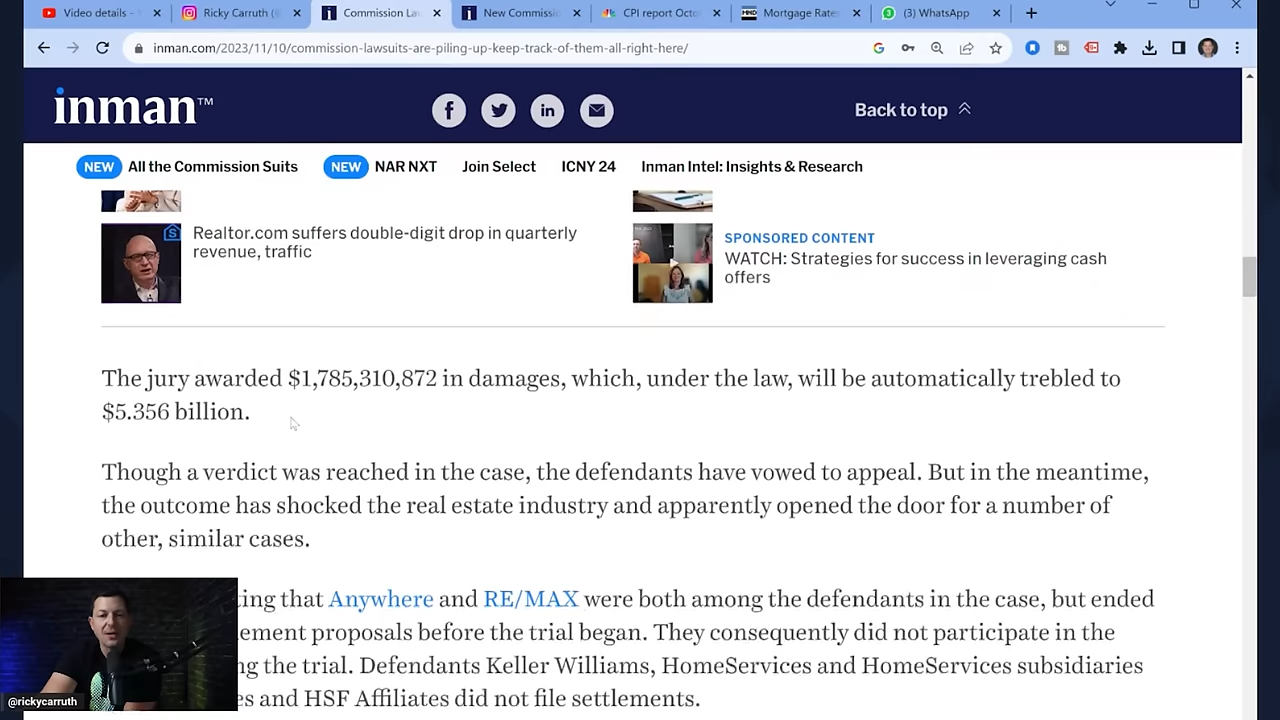 Video details -
Ricky Carruth (
Commission La
New Commissio
CPI report Octo
Mortgage Rates
(3) WhatsApp
inman.com/2023/11/10/commission-lawsuits-are-piling-up-keep-track-of-them-all-right-here/
inman™
Back to top
NEW All the Commission Suits NEW NAR NXT Join Select ICNY 24 Inman Intel: Insights & Research
Realtor.com suffers double-digit drop in quarterly
revenue, traffic
SPONSORED CONTENT
WATCH: Strategies for success in leveraging cash
offers
The jury awarded $1,785,310,872 in damages, which, under the law, will be automatically trebled to
$5.356 billion.
Though a verdict was reached in the case, the defendants have vowed to appeal. But in the meantime,
the outcome has shocked the real estate industry and apparently opened the door for a number of
other, similar cases.
ting that Anywhere and RE/MAX were both among the defendants in the case, but ended
ement proposals before the trial began. They consequently did not participate in the
ng the trial. Defendants Keller Williams, HomeServices and HomeServices subsidiaries
es and HSF Affiliates did not file settlements.
@rickycarruth